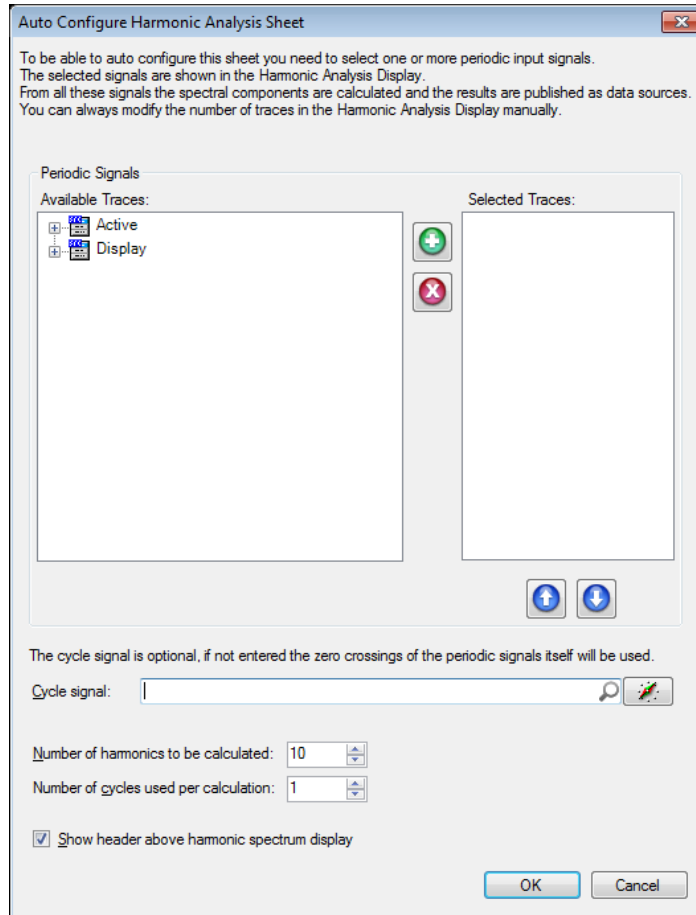 Auto Configure Harmonic Analysis Sheet
To be able to auto configure this sheet you need to select one or more periodic input signals.
The selected signals are shown in the Harmonic Analysis Display.
From all these signals the spectral components are calculated and the results are published as data sources.
You can always modify the number of traces in the Harmonic Analysis Display manually.
Periodic Signals
Available Traces:
Selected Traces:
Active
Display
The cycle signal is optional, if not entered the zero crossings of the periodic signals itself will be used.
Cycle signal:
Number of harmonics to be calculated: 10
Number of cycles used per calculation: 1
Show header above harmonic spectrum display
OK
Cancel